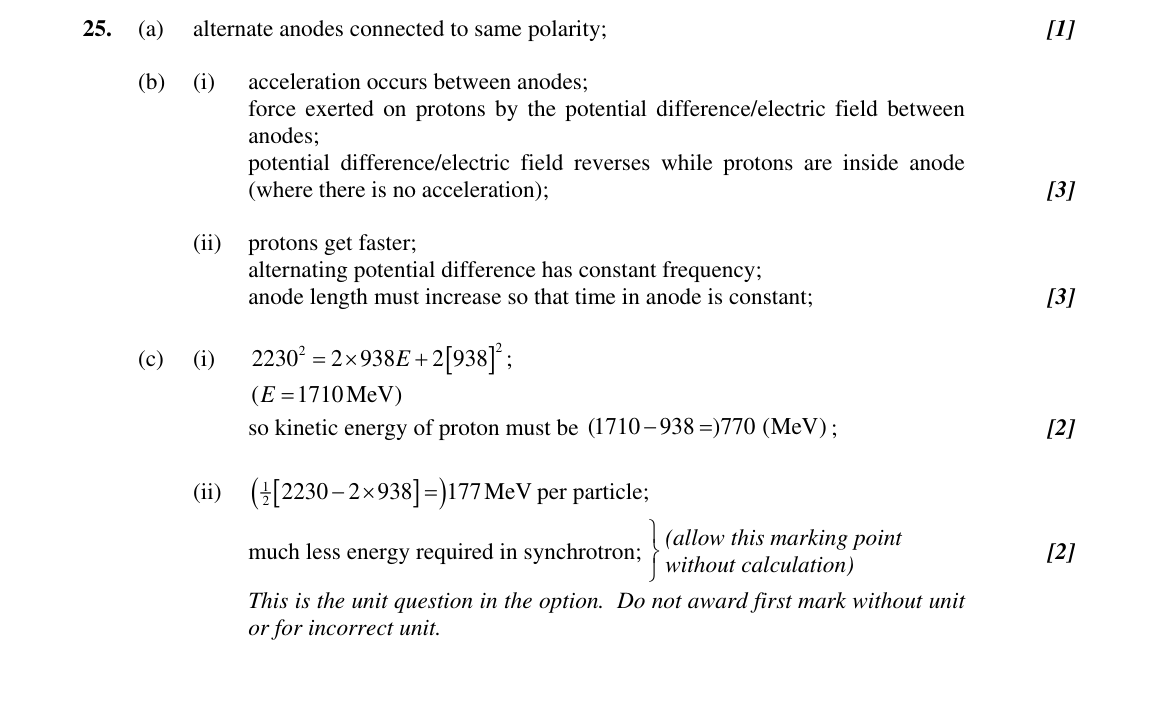 25. (a) alternate anodes connected to same polarity; [1]
(b) (i) acceleration occurs between anodes;
force exerted on protons by the potential difference/electric field between
anodes;
potential difference/electric field reverses while protons are inside anode
(where there is no acceleration); [3]
(ii) protons get faster;
alternating potential difference has constant frequency;
anode length must increase so that time in anode is constant; [3]
(c) (i) 2230² = 2×938E + 2[938]²;
(E = 1710 MeV)
so kinetic energy of proton must be (1710 − 938 =)770 (MeV); [2]
(ii) (½[2230 − 2×938] =)177 MeV per particle;
much less energy required in synchrotron; } (allow this marking point
without calculation) [2]
This is the unit question in the option. Do not award first mark without unit
or for incorrect unit.